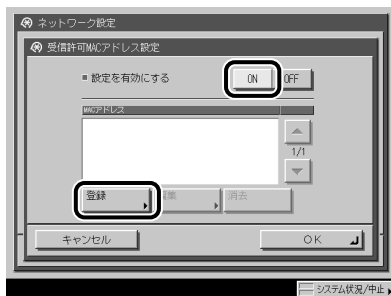 ネットワーク設定
受信許可MACアドレス設定
■ 設定を有効にする
ON
OFF
MACアドレス
1/1
登録
編集
消去
キャンセル
OK
システム状況/中止